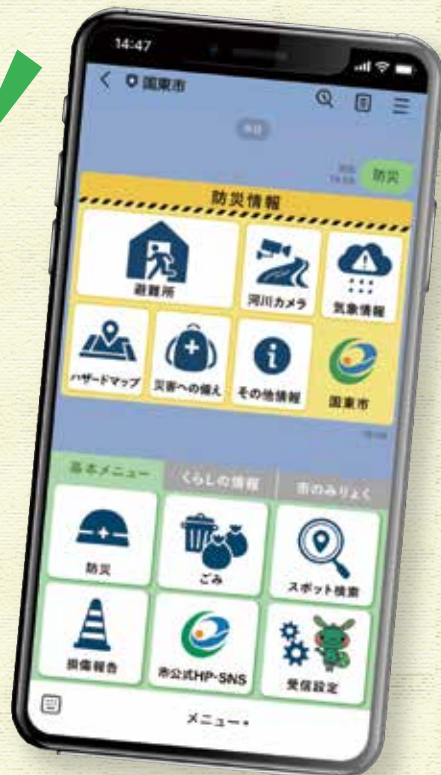 14:47
国東市
防災
防災情報
避難所
河川カメラ
気象情報
ハザードマップ
災害への備え
その他情報
国東市
基本メニュー
くらしの情報
市のみりょく
防災
ごみ
スポット検索
損傷報告
市公式HP・SNS
受信設定
メニュー